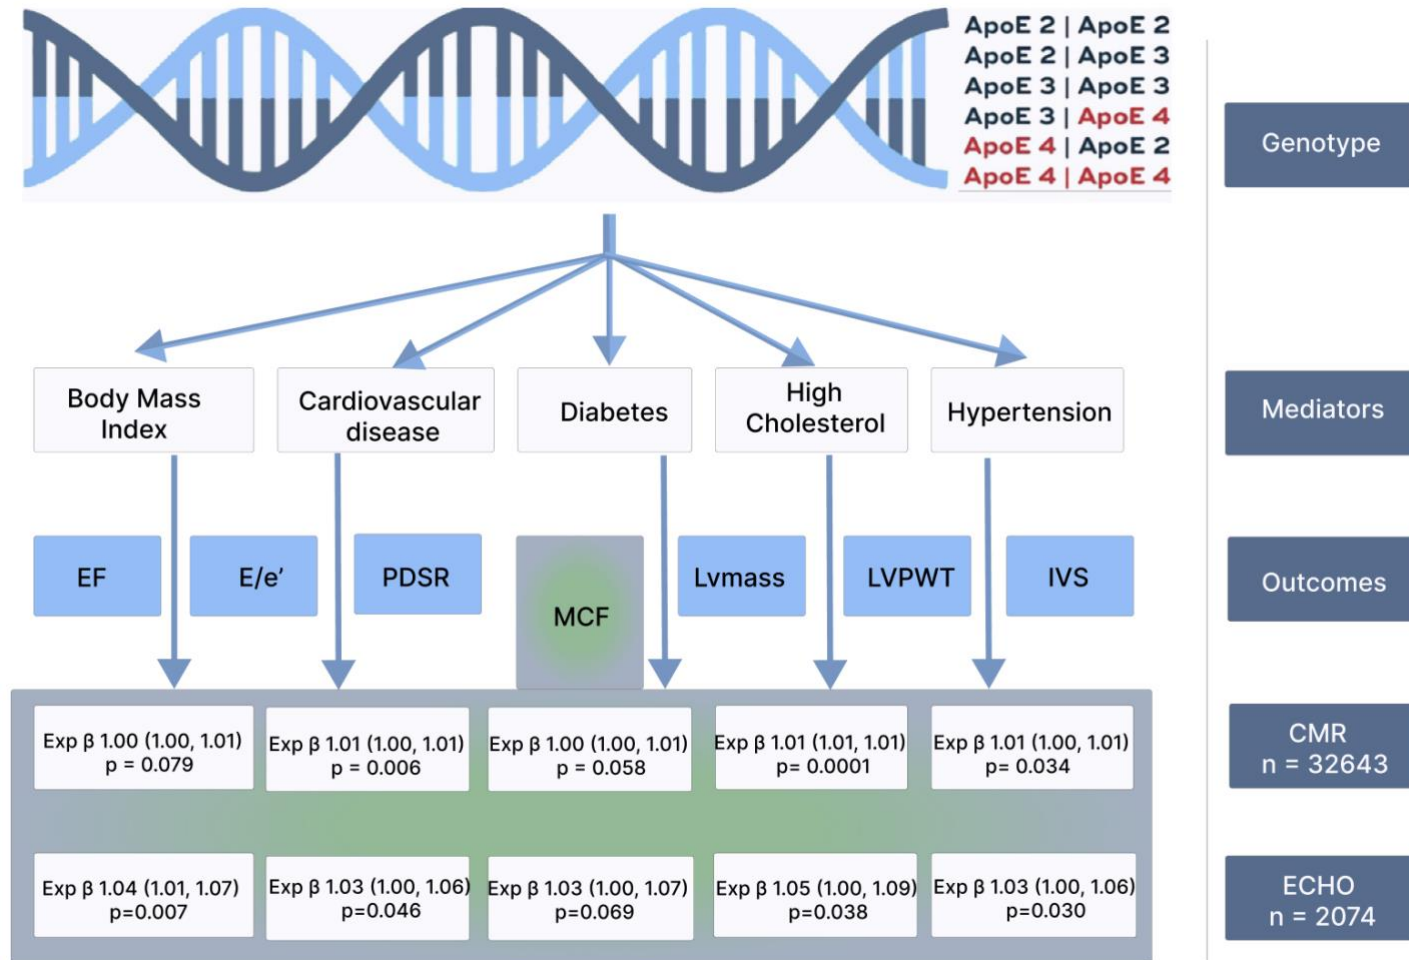 ApoE 2 | ApoE 2
ApoE 2 | ApoE 3
ApoE 3 | ApoE 3
ApoE 3 | ApoE 4
ApoE 4 | ApoE 2
ApoE 4 | ApoE 4
Genotype
Body Mass
Index
Cardiovascular
disease
Diabetes
High
Cholesterol
Hypertension
Mediators
EF
E/e’
PDSR
MCF
Lvmass
LVPWT
IVS
Outcomes
Exp β 1.00 (1.00, 1.01)
p = 0.079
Exp β 1.01 (1.00, 1.01)
p = 0.006
Exp β 1.00 (1.00, 1.01)
p = 0.058
Exp β 1.01 (1.01, 1.01)
p= 0.0001
Exp β 1.01 (1.00, 1.01)
p= 0.034
CMR
n = 32643
Exp β 1.04 (1.01, 1.07)
p=0.007
Exp β 1.03 (1.00, 1.06)
p=0.046
Exp β 1.03 (1.00, 1.07)
p=0.069
Exp β 1.05 (1.00, 1.09)
p=0.038
Exp β 1.03 (1.00, 1.06)
p=0.030
ECHO
n = 2074